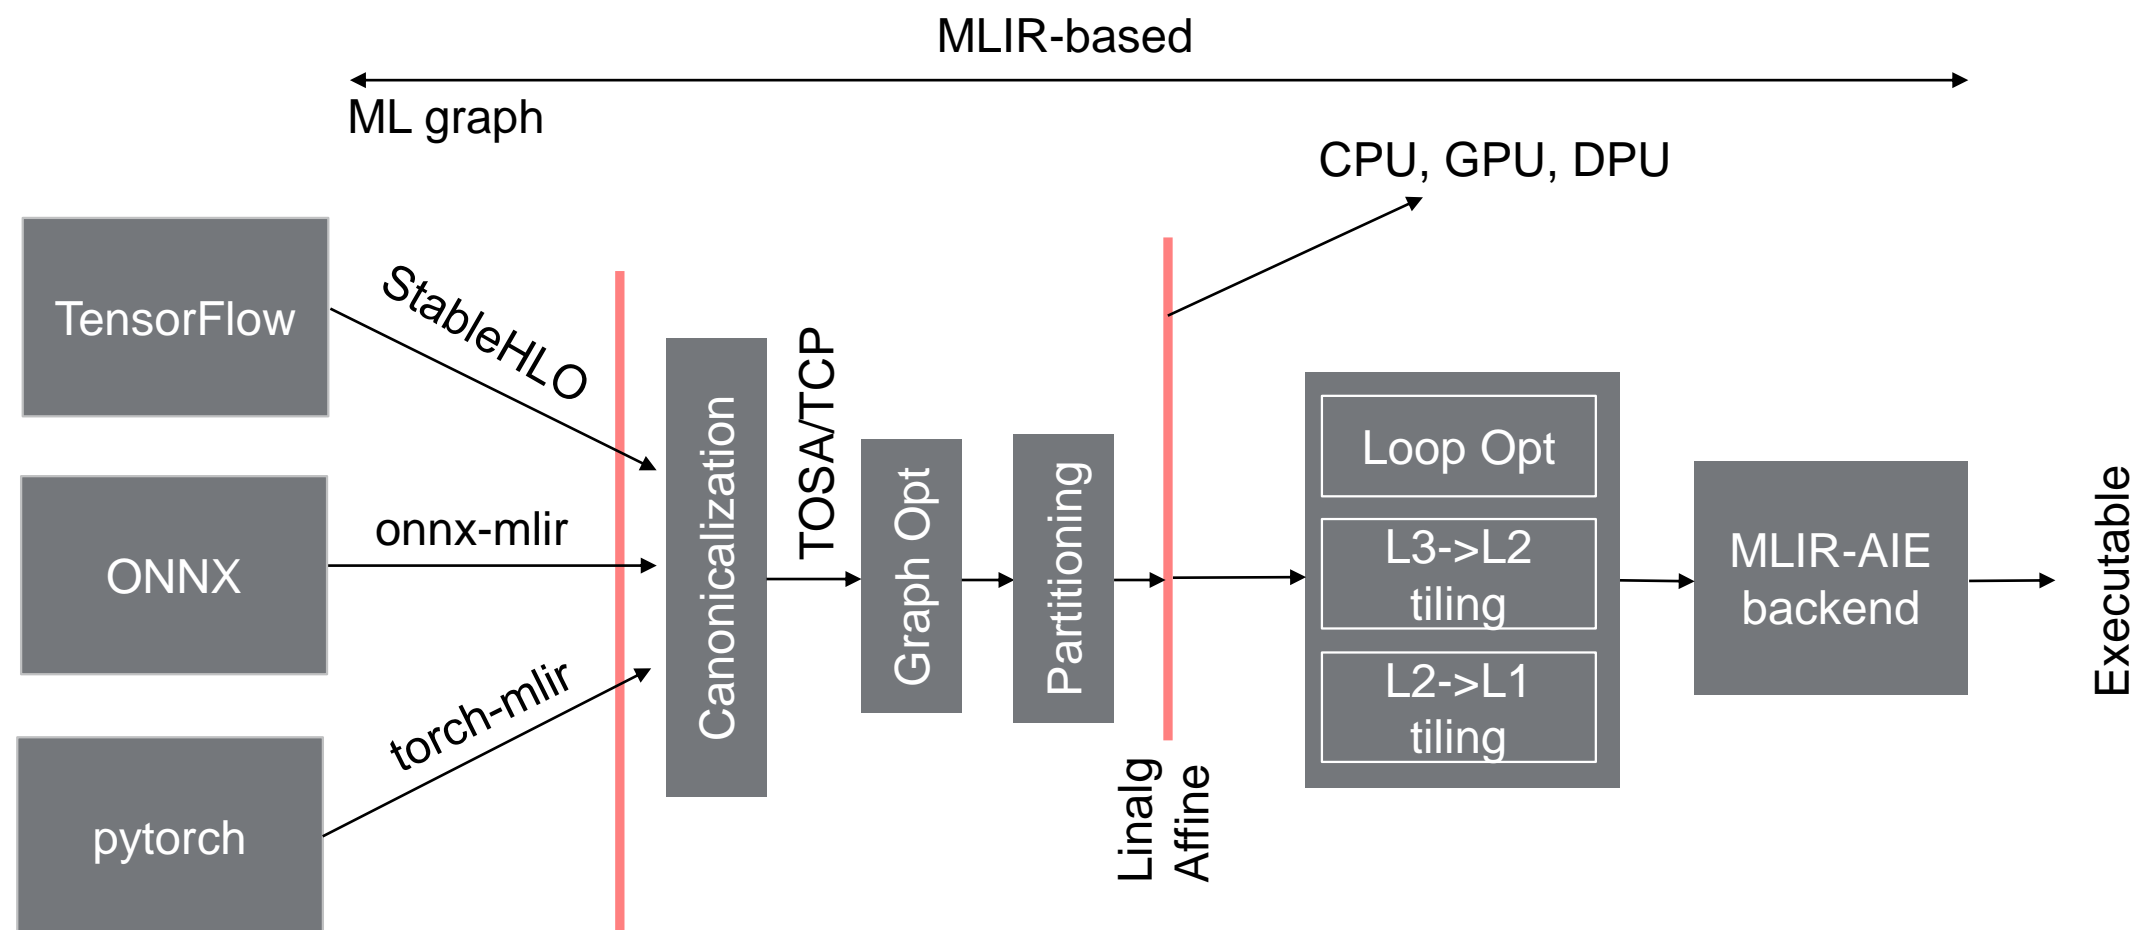 MLIR-based
ML graph
CPU, GPU, DPU
TensorFlow
StableHLO
ONNX
onnx-mlir
pytorch
torch-mlir
Canonicalization
TOSA/TCP
Graph Opt
Partitioning
Linalg
Affine
Loop Opt
L3->L2
tiling
L2->L1
tiling
MLIR-AIE
backend
Executable